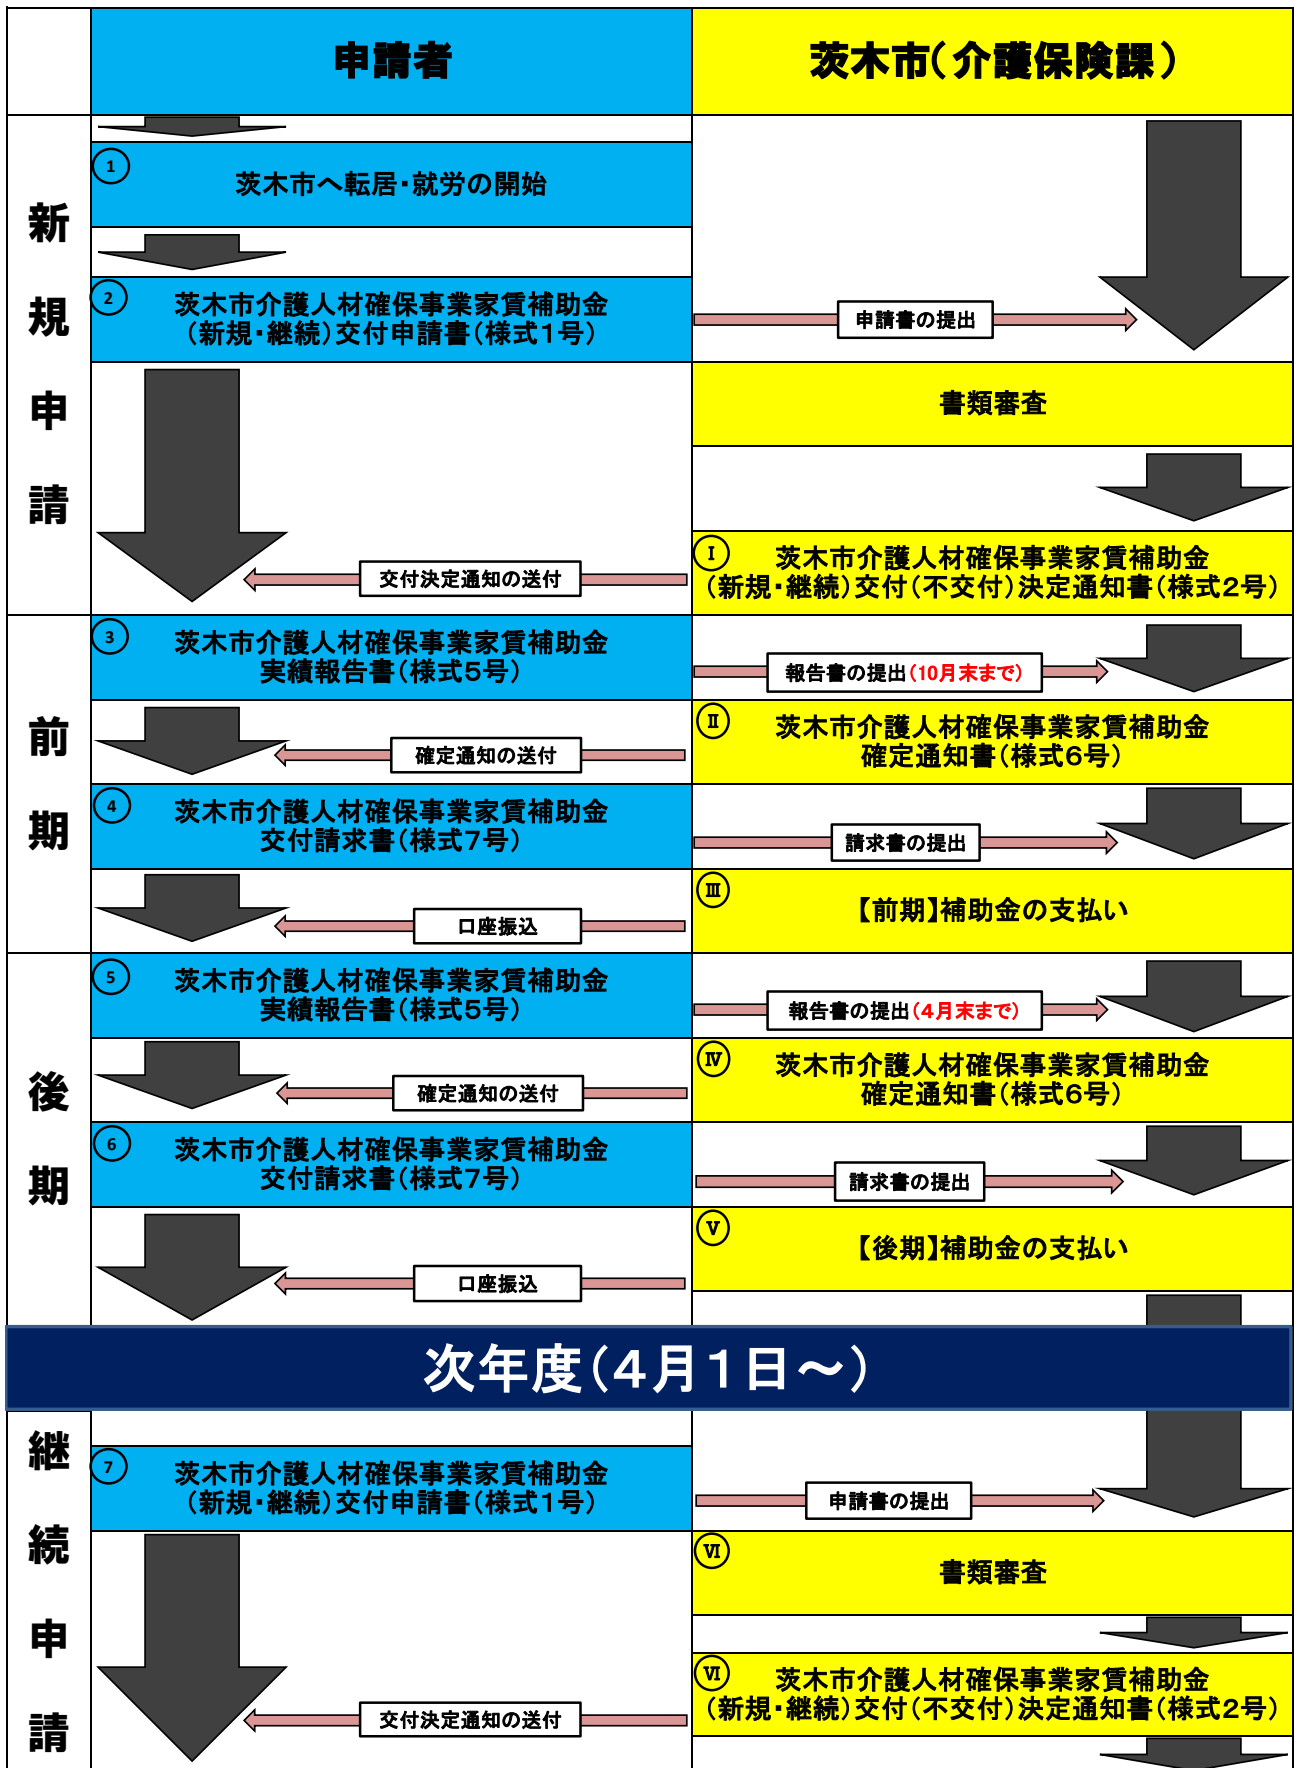 申請者
茨木市(介護保険課)
新規申請
①
茨木市へ転居・就労の開始
②
茨木市介護人材確保事業家賃補助金
(新規・継続)交付申請書(様式1号)
申請書の提出
書類審査
Ⅰ
茨木市介護人材確保事業家賃補助金
(新規・継続)交付(不交付)決定通知書(様式2号)
交付決定通知の送付
前期
③
茨木市介護人材確保事業家賃補助金
実績報告書(様式5号)
報告書の提出(10月末まで)
Ⅱ
茨木市介護人材確保事業家賃補助金
確定通知書(様式6号)
確定通知の送付
④
茨木市介護人材確保事業家賃補助金
交付請求書(様式7号)
請求書の提出
Ⅲ
【前期】補助金の支払い
口座振込
後期
⑤
茨木市介護人材確保事業家賃補助金
実績報告書(様式5号)
報告書の提出(4月末まで)
Ⅳ
茨木市介護人材確保事業家賃補助金
確定通知書(様式6号)
確定通知の送付
⑥
茨木市介護人材確保事業家賃補助金
交付請求書(様式7号)
請求書の提出
Ⅴ
【後期】補助金の支払い
口座振込
次年度(4月1日～)
継続申請
⑦
茨木市介護人材確保事業家賃補助金
(新規・継続)交付申請書(様式1号)
申請書の提出
Ⅵ
書類審査
Ⅵ
茨木市介護人材確保事業家賃補助金
(新規・継続)交付(不交付)決定通知書(様式2号)
交付決定通知の送付